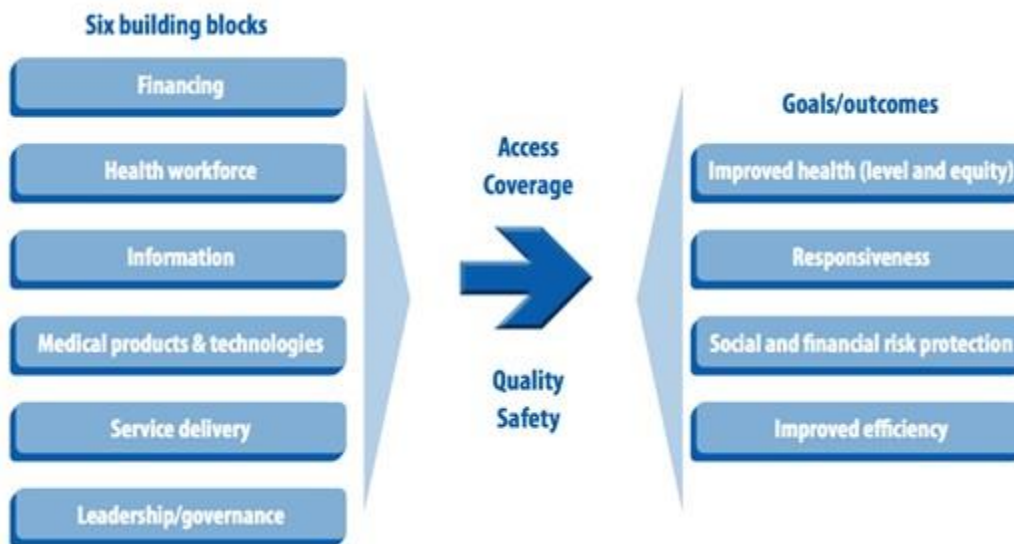 Six building blocks
Financing
Health workforce
Information
Medical products & technologies
Service delivery
Leadership/governance
Access
Coverage
Quality
Safety
Goals/outcomes
Improved health (level and equity)
Responsiveness
Social and financial risk protection
Improved efficiency